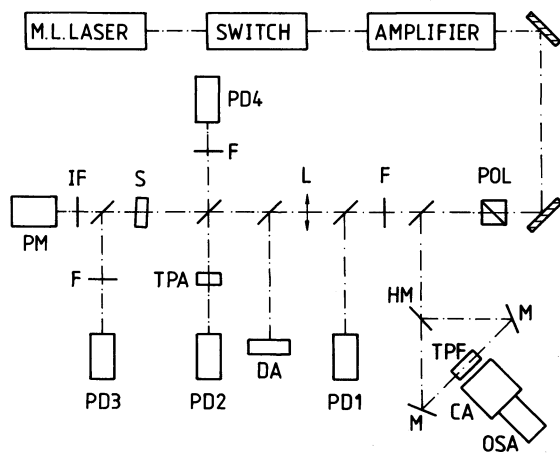 M.L.LASER
SWITCH
AMPLIFIER
PD4
F
IF
S
L
F
POL
PM
F
TPA
HM
M
TPF
DA
PD3
PD2
PD1
M
CA
OSA